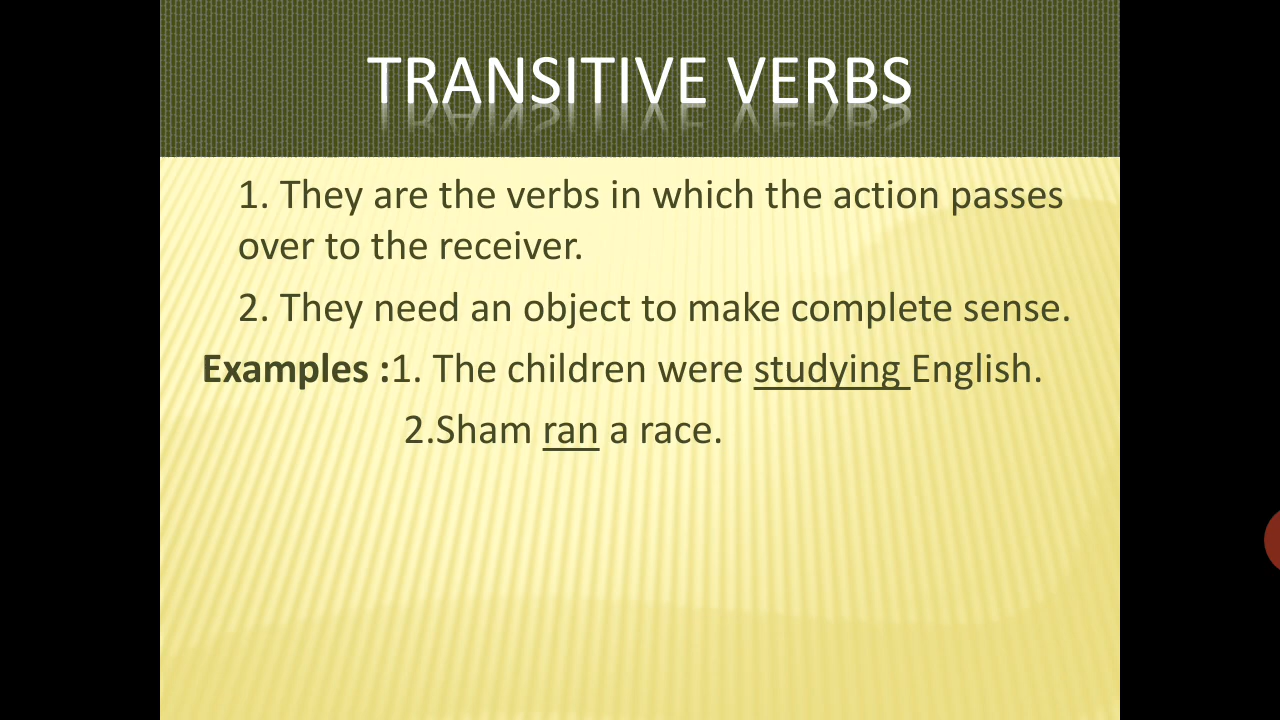 TRANSITIVE VERBS
1. They are the verbs in which the action passes
over to the receiver.
2. They need an object to make complete sense.
Examples :1. The children were studying English.
2.Sham ran a race.